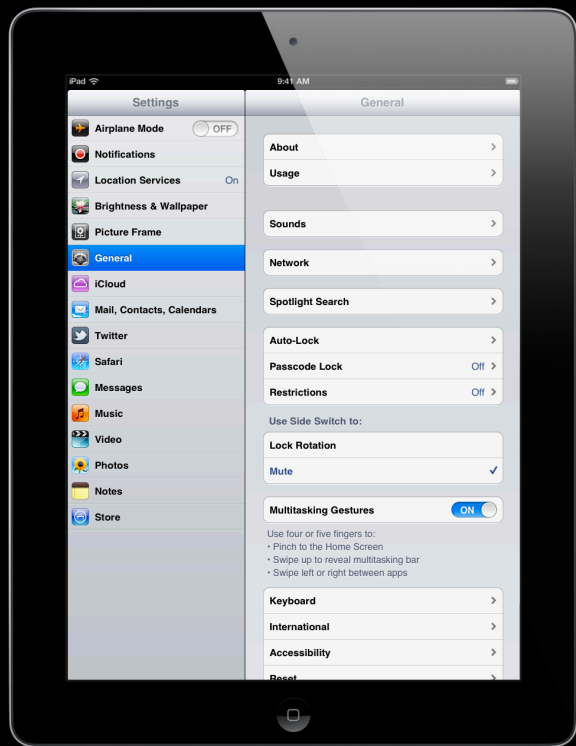 iPad
9:41 AM
Settings
General
Airplane Mode OFF
Notifications
Location Services On
Brightness & Wallpaper
Picture Frame
General
iCloud
Mail, Contacts, Calendars
Twitter
Safari
Messages
Music
Video
Photos
Notes
Store
About
Usage
Sounds
Network
Spotlight Search
Auto-Lock
Passcode Lock Off
Restrictions Off
Use Side Switch to:
Lock Rotation
Mute
Multitasking Gestures ON
Use four or five fingers to:
• Pinch to the Home Screen
• Swipe up to reveal multitasking bar
• Swipe left or right between apps
Keyboard
International
Accessibility
Reset